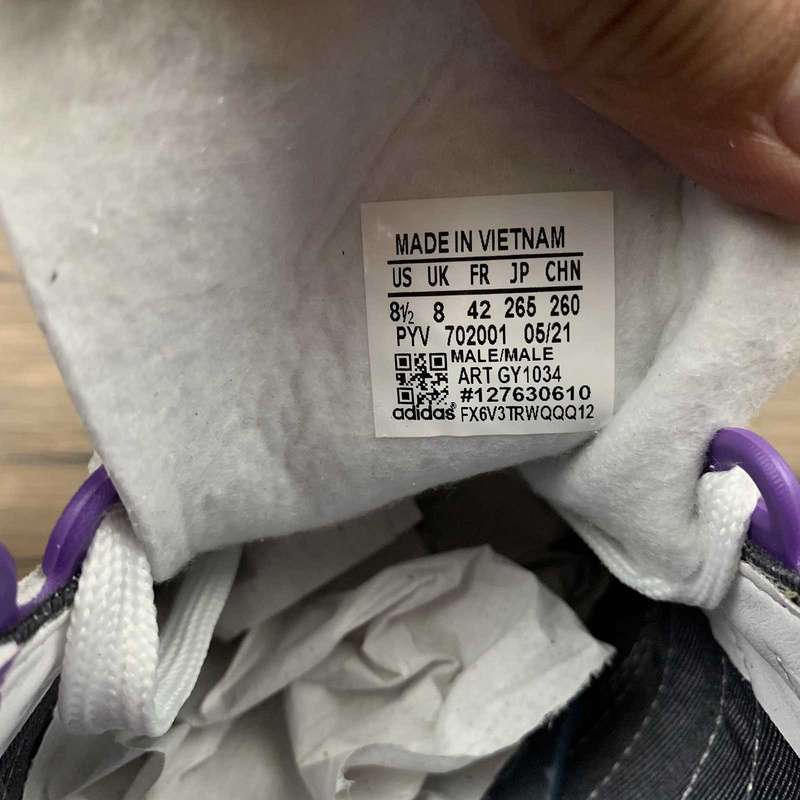 MADE IN VIETNAM
US UK FR JP CHN
8½ 8 42 265 260
PYV 702001 05/21
MALE/MALE
ART GY1034
#127630610
adidas® FX6V3TRWQQQ12